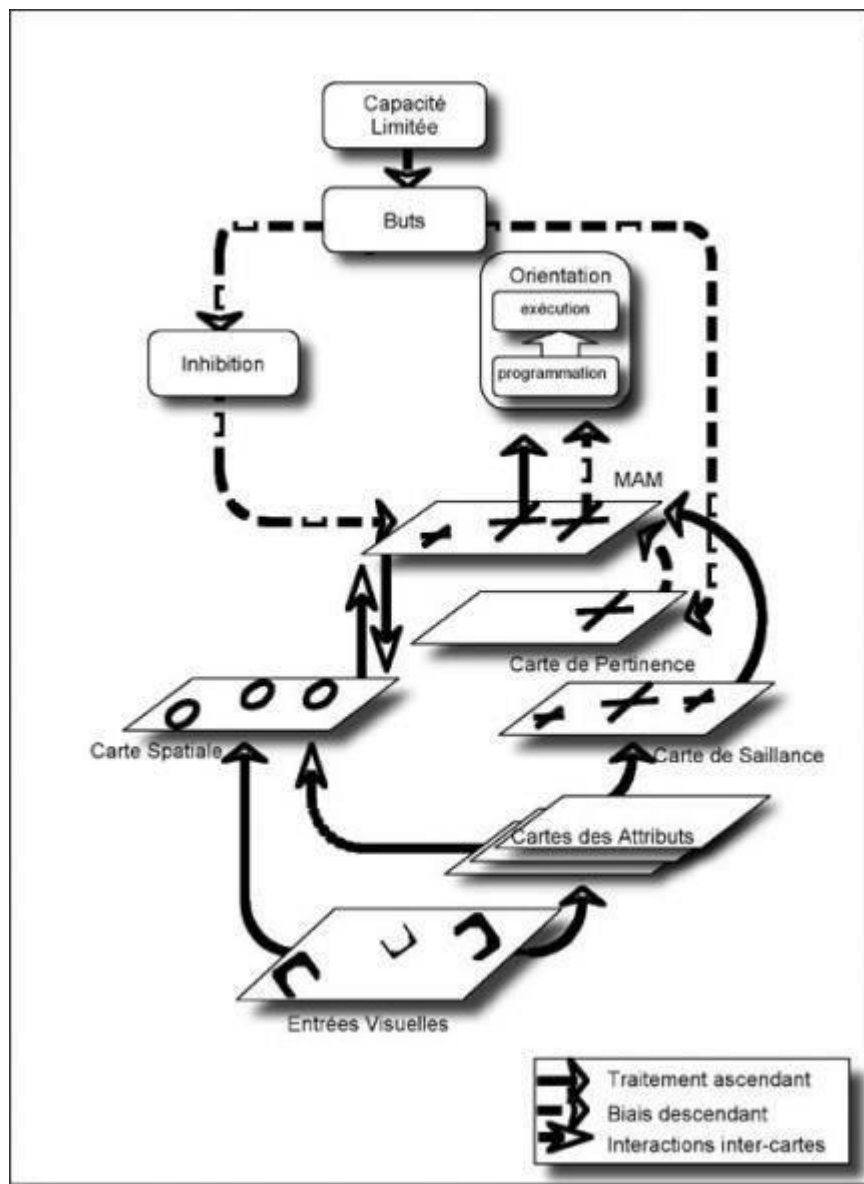 Capacité
Limitée
Buts
Orientation
exécution
programmation
Inhibition
MAM
Carte de Pertinence
Carte Spatiale
Carte de Saillance
Cartes des Attributs
Entrées Visuelles
Traitement ascendant
Biais descendant
Interactions inter-cartes